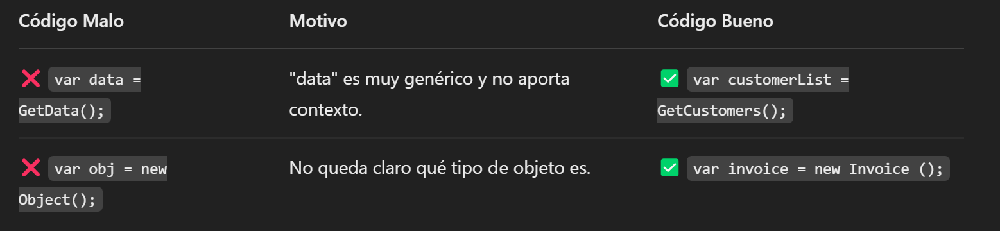 Código Malo Motivo Código Bueno
❌ var data = "data" es muy genérico y no aporta ✅ var customerList =
GetData(); contexto. GetCustomers();
❌ var obj = new No queda claro qué tipo de objeto es. ✅ var invoice = new Invoice ();
Object();